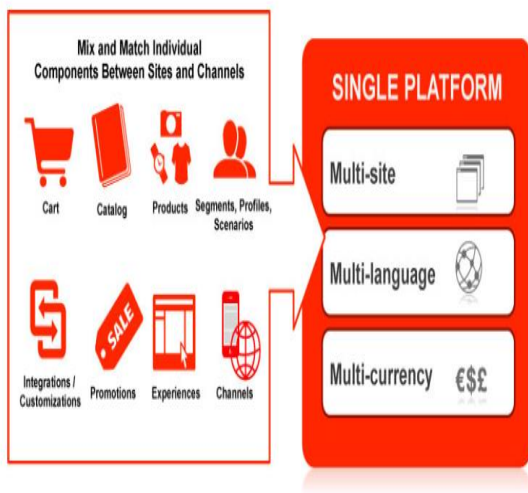 Mix and Match Individual
Components Between Sites and Channels
Cart
Catalog
Products
Segments, Profiles,
Scenarios
Integrations /
Customizations
SALE
Promotions
Experiences
Channels
SINGLE PLATFORM
Multi-site
Multi-language
Multi-currency
€$£